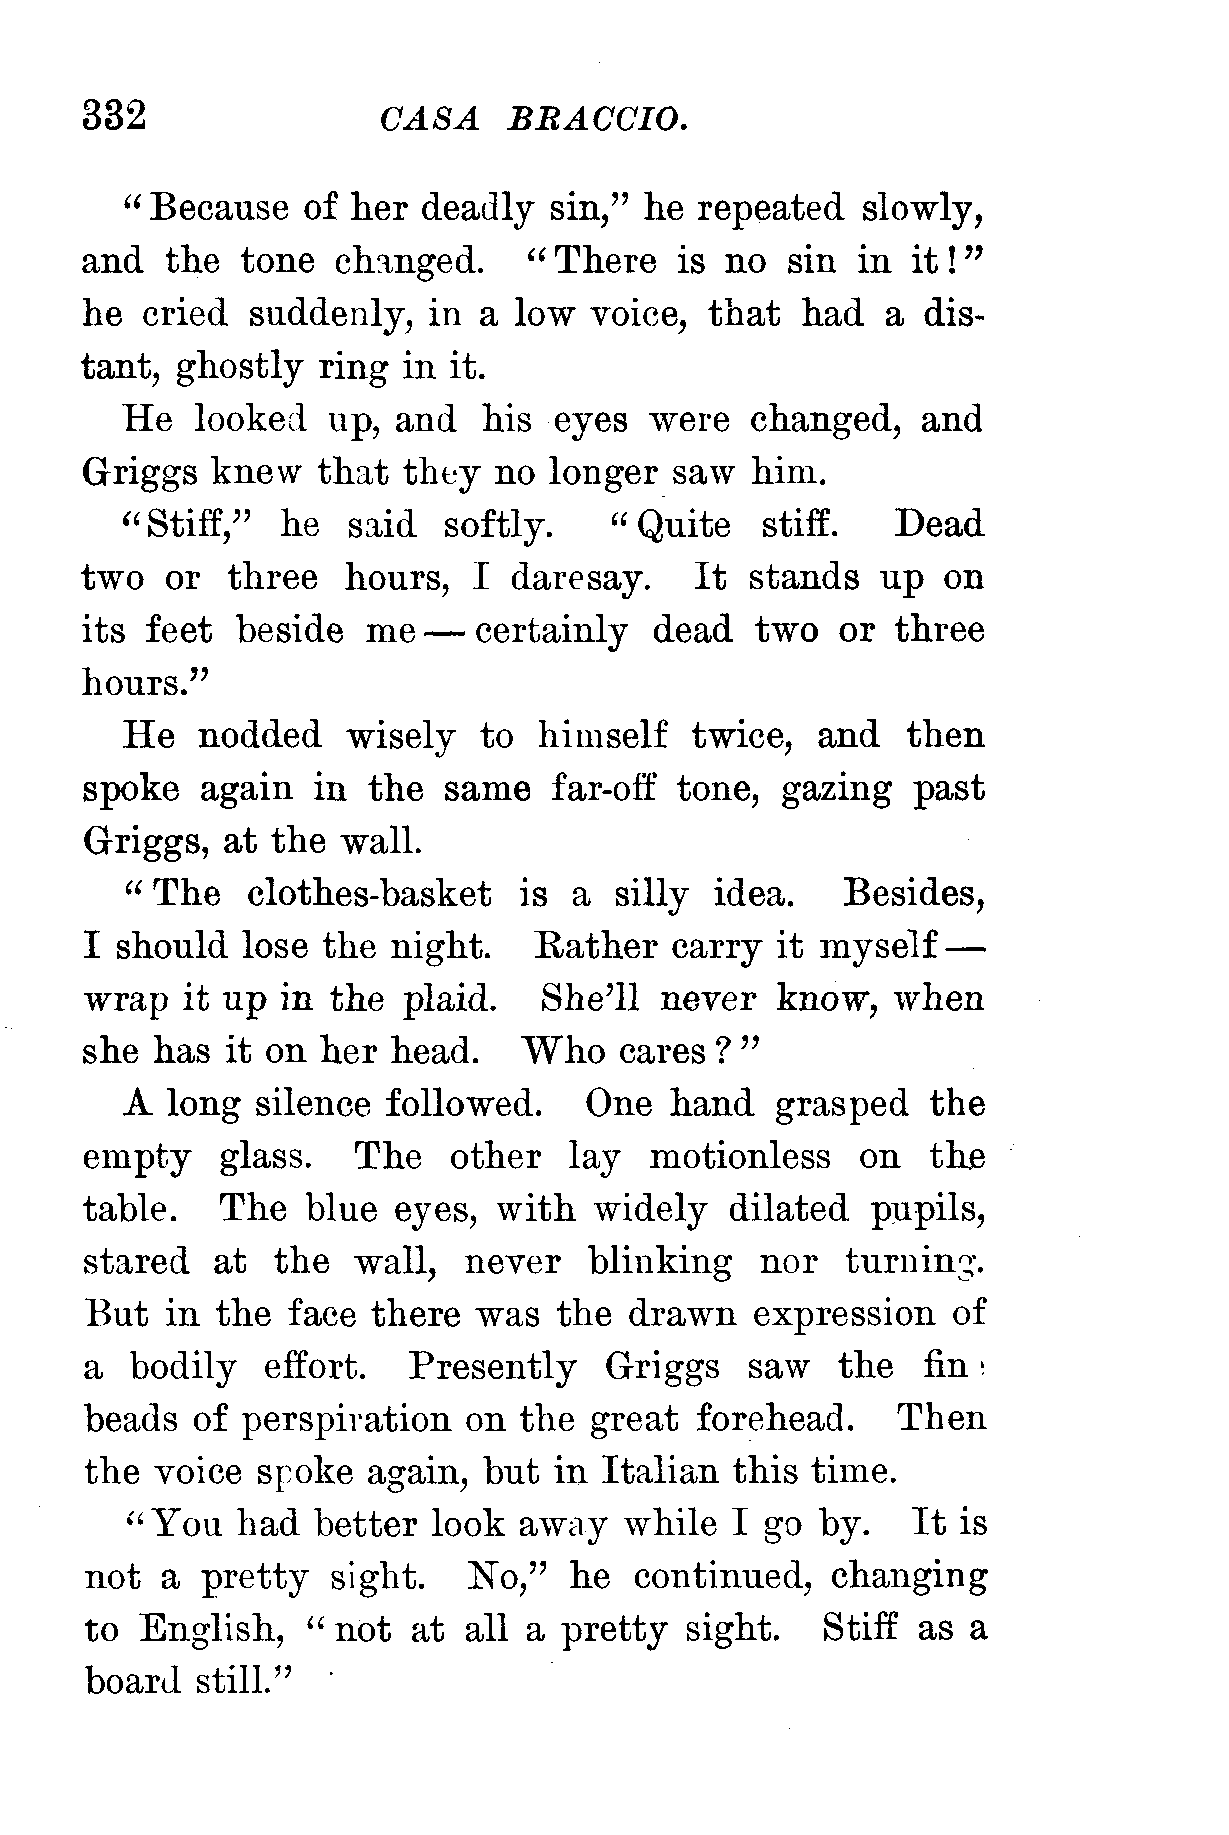 332 CASA BRACCIO.
“Because of her deadly sin,” he repeated slowly,
and the tone changed. “There is no sin in it!”
he cried suddenly, in a low voice, that had a dis-
tant, ghostly ring in it.
He looked up, and his eyes were changed, and
Griggs knew that they no longer saw him.
“Stiff,” he said softly. “Quite stiff. Dead
two or three hours, I daresay. It stands up on
its feet beside me — certainly dead two or three
hours.”
He nodded wisely to himself twice, and then
spoke again in the same far-off tone, gazing past
Griggs, at the wall.
“The clothes-basket is a silly idea. Besides,
I should lose the night. Rather carry it myself —
wrap it up in the plaid. She’ll never know, when
she has it on her head. Who cares?”
A long silence followed. One hand grasped the
empty glass. The other lay motionless on the
table. The blue eyes, with widely dilated pupils,
stared at the wall, never blinking nor turning.
But in the face there was the drawn expression of
a bodily effort. Presently Griggs saw the fine
beads of perspiration on the great forehead. Then
the voice spoke again, but in Italian this time.
“You had better look away while I go by. It is
not a pretty sight. No,” he continued, changing
to English, “not at all a pretty sight. Stiff as a
board still.”